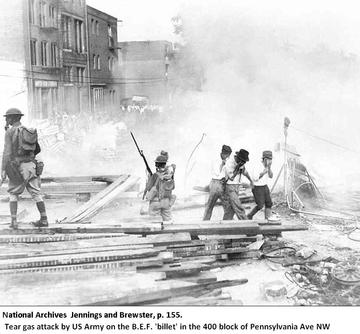 National Archives Jennings and Brewster, p. 155.
Tear gas attack by US Army on the B.E.F. 'billet' in the 400 block of Pennsylvania Ave NW